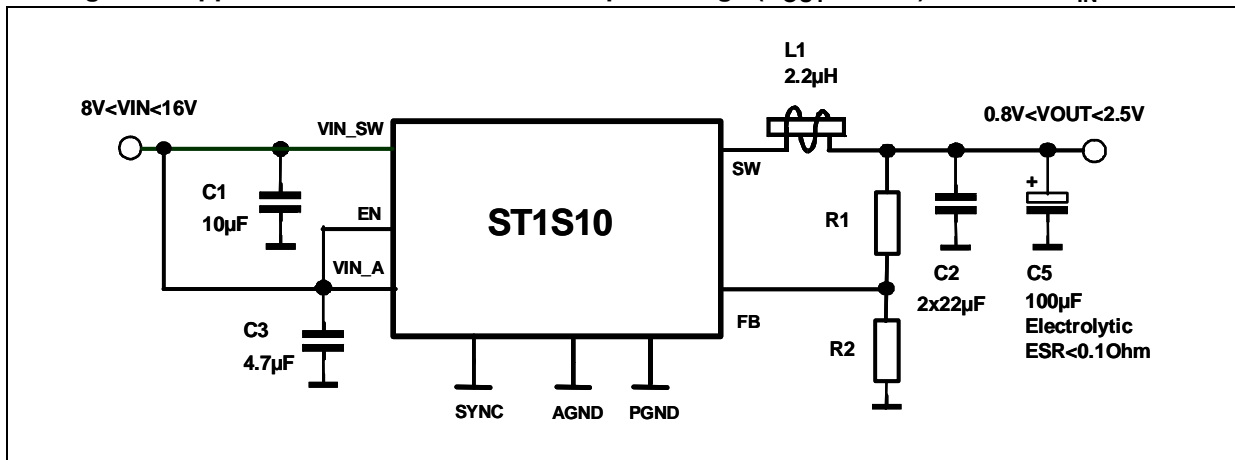 L1
2.2µH
8V<VIN<16V
0.8V<VOUT<2.5V
VIN_SW
SW
C1
10µF
EN
ST1S10
R1
VIN_A
C2
2x22µF
+
C5
100µF
Electrolytic
ESR<0.1Ohm
FB
C3
4.7µF
R2
SYNC
AGND
PGND